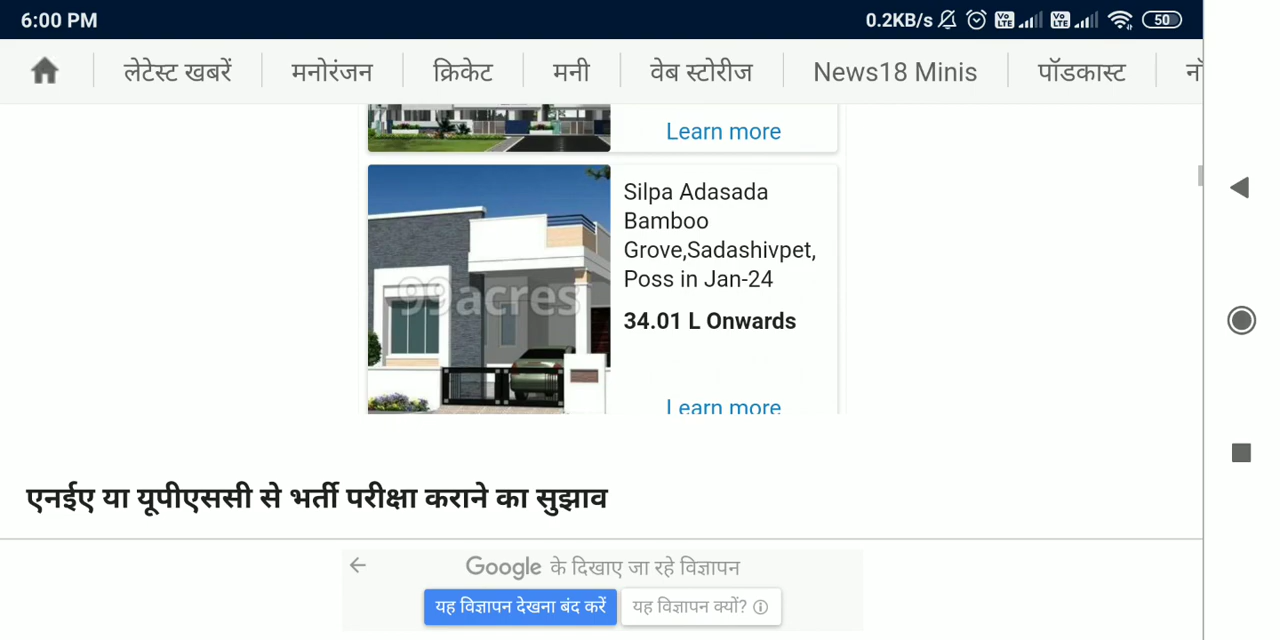 6:00 PM 0.2KB/s 50
लेटेस्ट खबरें मनोरंजन क्रिकेट मनी वेब स्टोरीज News18 Minis पॉडकास्ट
Learn more
Silpa Adasada
Bamboo
Grove,Sadashivpet,
Poss in Jan-24
99acres
34.01 L Onwards
Learn more
एनईए या यूपीएससी से भर्ती परीक्षा कराने का सुझाव
Google के दिखाए जा रहे विज्ञापन
यह विज्ञापन देखना बंद करें यह विज्ञापन क्यों?